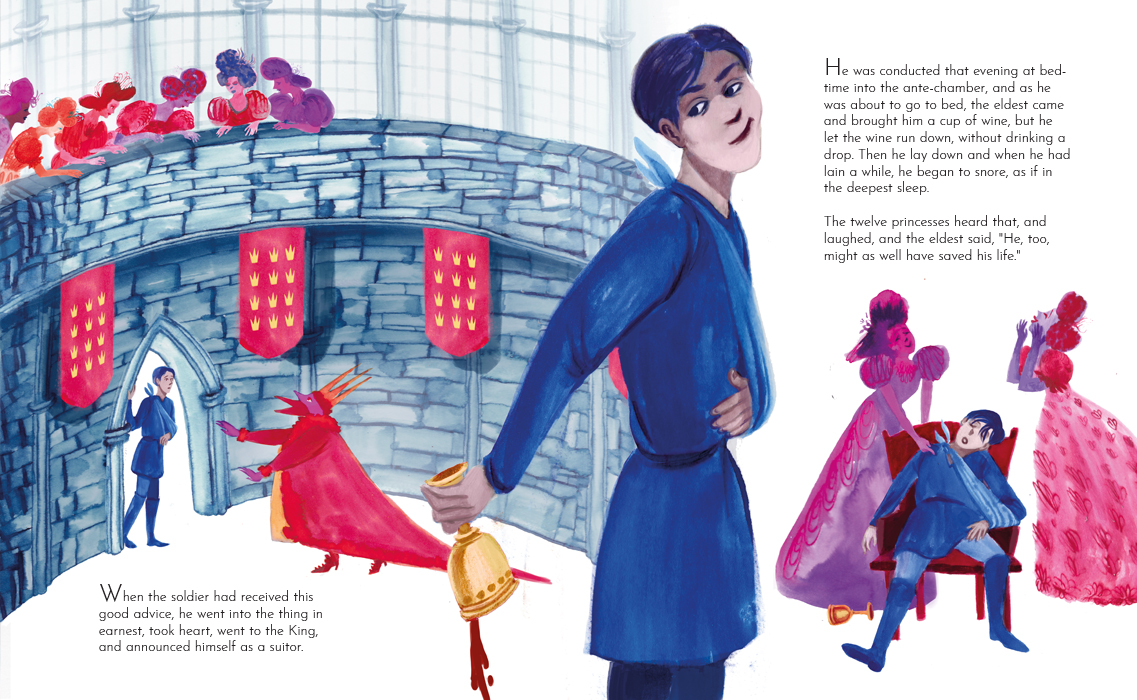 When the soldier had received this
good advice, he went into the thing in
earnest, took heart, went to the King,
and announced himself as a suitor.
He was conducted that evening at bed-
time into the ante-chamber, and as he
was about to go to bed, the eldest came
and brought him a cup of wine, but he
let the wine run down, without drinking a
drop. Then he lay down and when he had
lain a while, he began to snore, as if in
the deepest sleep.
The twelve princesses heard that, and
laughed, and the eldest said, "He, too,
might as well have saved his life."